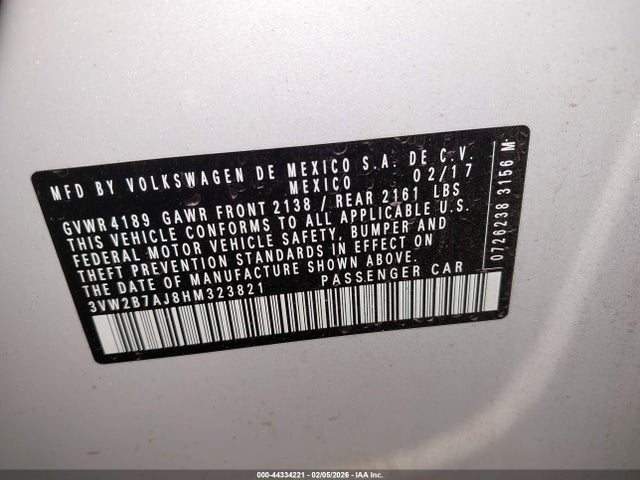 MFD BY VOLKSWAGEN DE MEXICO S.A. DE C.V.
MEXICO 02/17
GVWR 4189 GAWR FRONT 2138 / REAR 2161 LBS
THIS VEHICLE CONFORMS TO ALL APPLICABLE U.S.
FEDERAL MOTOR VEHICLE SAFETY, BUMPER AND
THEFT PREVENTION STANDARDS IN EFFECT ON
THE DATE OF MANUFACTURE SHOWN ABOVE.
3VW2B7AJ8HM323821 PASSENGER CAR
0726238 3156 M
000-44334221 - 02/05/2026 - IAA Inc.